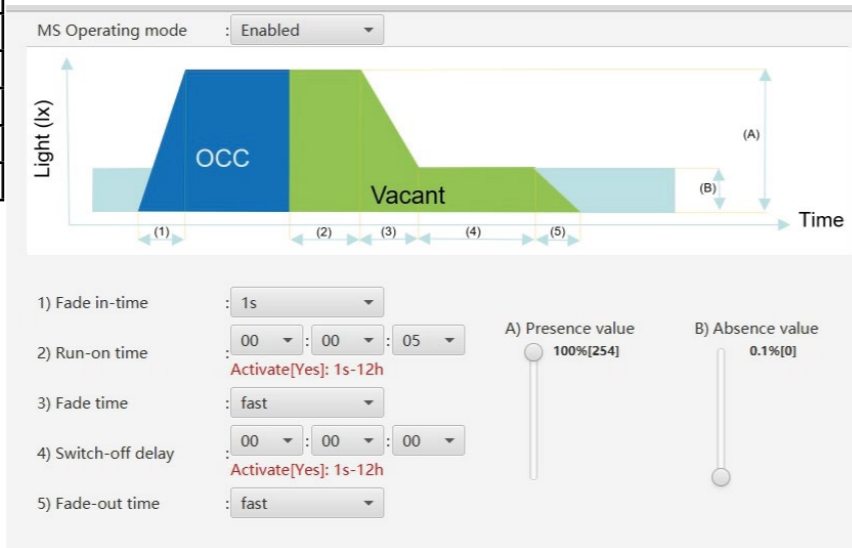 MS Operating mode : Enabled
Light (lx)
OCC
Vacant
(A)
(B)
Time
(1) (2) (3) (4) (5)
1) Fade in-time : 1s
2) Run-on time : 00 : 00 : 05
Activate[Yes]: 1s-12h
3) Fade time : fast
4) Switch-off delay : 00 : 00 : 00
Activate[Yes]: 1s-12h
5) Fade-out time : fast
A) Presence value
100%[254]
B) Absence value
0.1%[0]